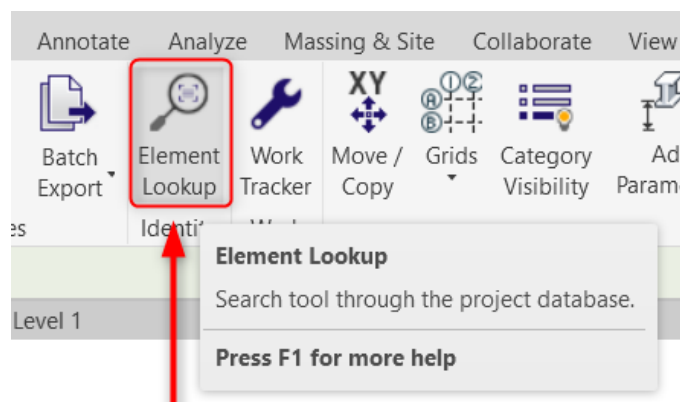 Annotate Analyze Massing & Site Collaborate View
Batch Export
Element Lookup
Work Tracker
Move / Copy
XY
Grids
Category Visibility
Level 1
Element Lookup
Search tool through the project database.
Press F1 for more help